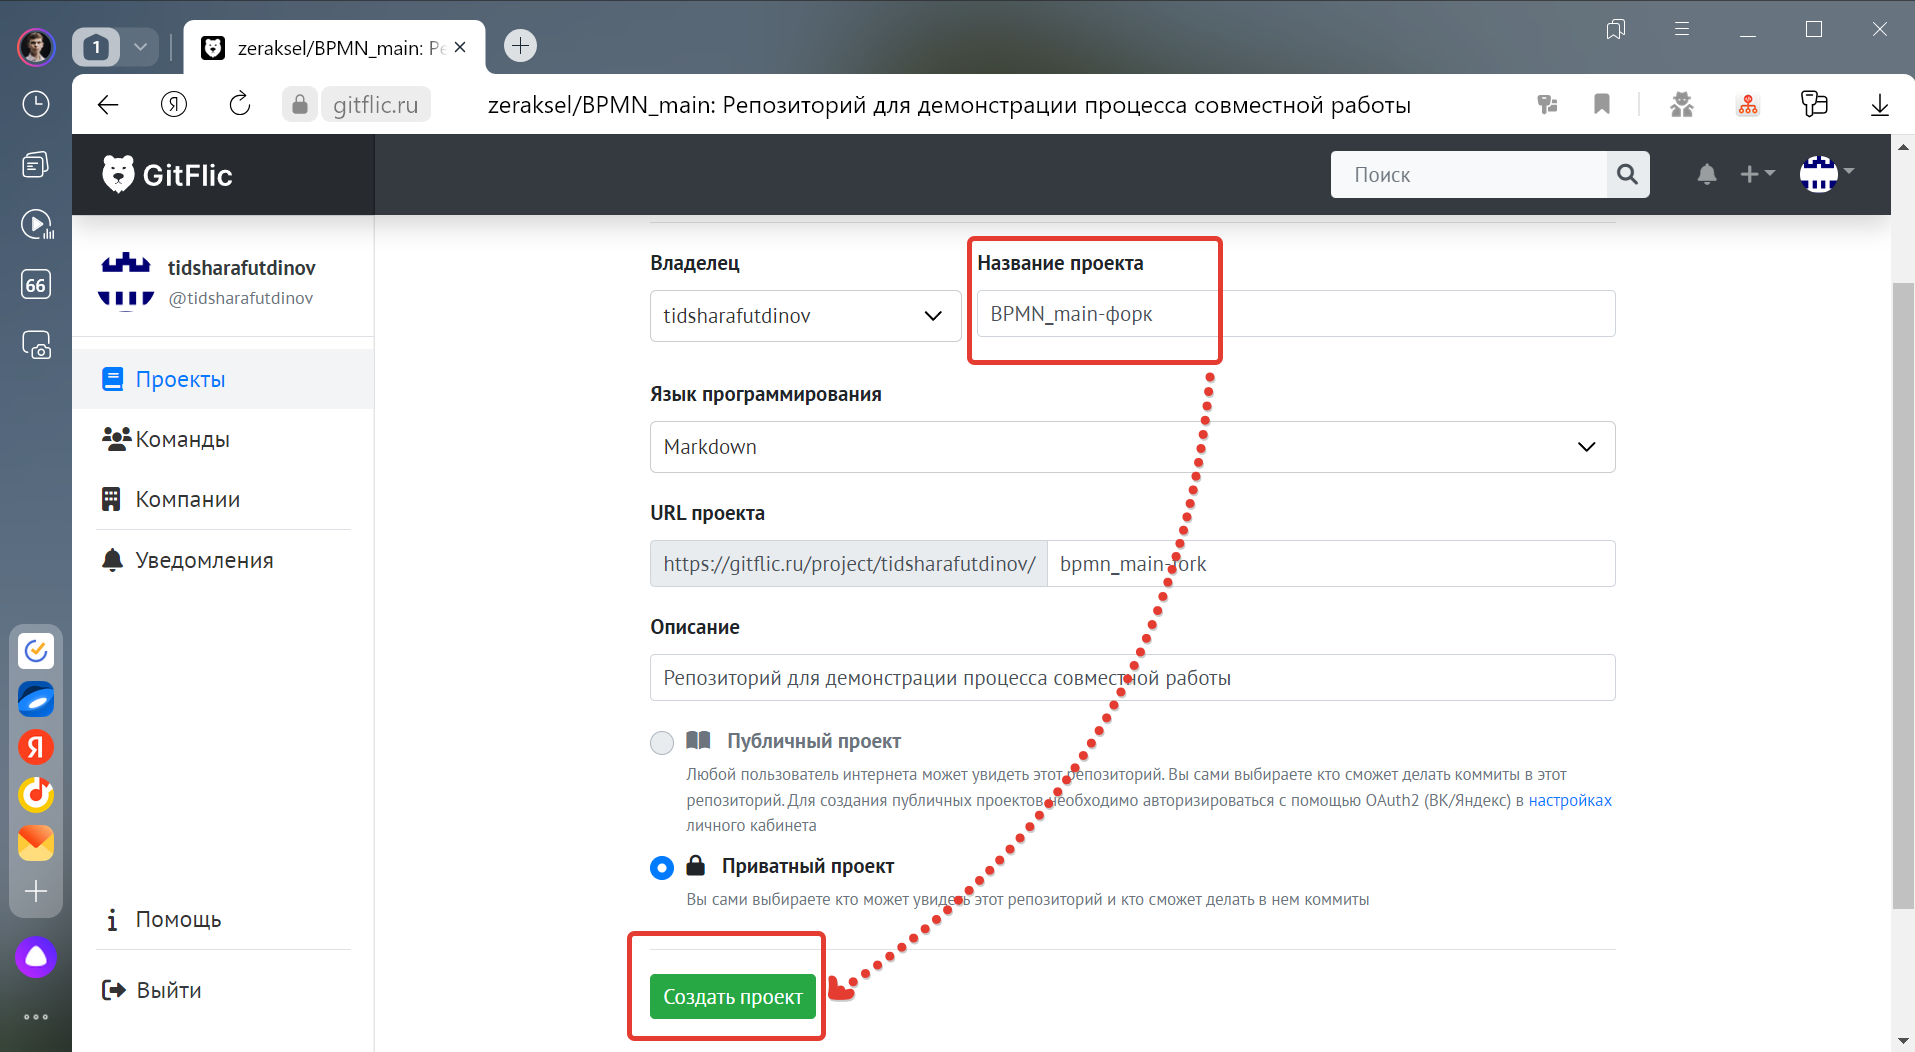 1
zeraksel/BPMN_main: Ре
Я
gitflic.ru
zeraksel/BPMN_main: Репозиторий для демонстрации процесса совместной работы
GitFlic
Поиск
tidsharafutdinov
@tidsharafutdinov
66
Проекты
Команды
Компании
Уведомления
Владелец
Название проекта
tidsharafutdinov
BPMN_main-форк
Язык программирования
Markdown
URL проекта
https://gitflic.ru/project/tidsharafutdinov/
bpmn_main-fork
Описание
Репозиторий для демонстрации процесса совместной работы
Публичный проект
Любой пользователь интернета может увидеть этот репозиторий. Вы сами выбираете кто сможет делать коммиты в этот
репозиторий. Для создания публичных проектов необходимо авторизироваться с помощью OAuth2 (ВК/Яндекс) в настройках
личного кабинета
Приватный проект
Вы сами выбираете кто может увидеть этот репозиторий и кто сможет делать в нем коммиты
Создать проект
Я
Помощь
Выйти